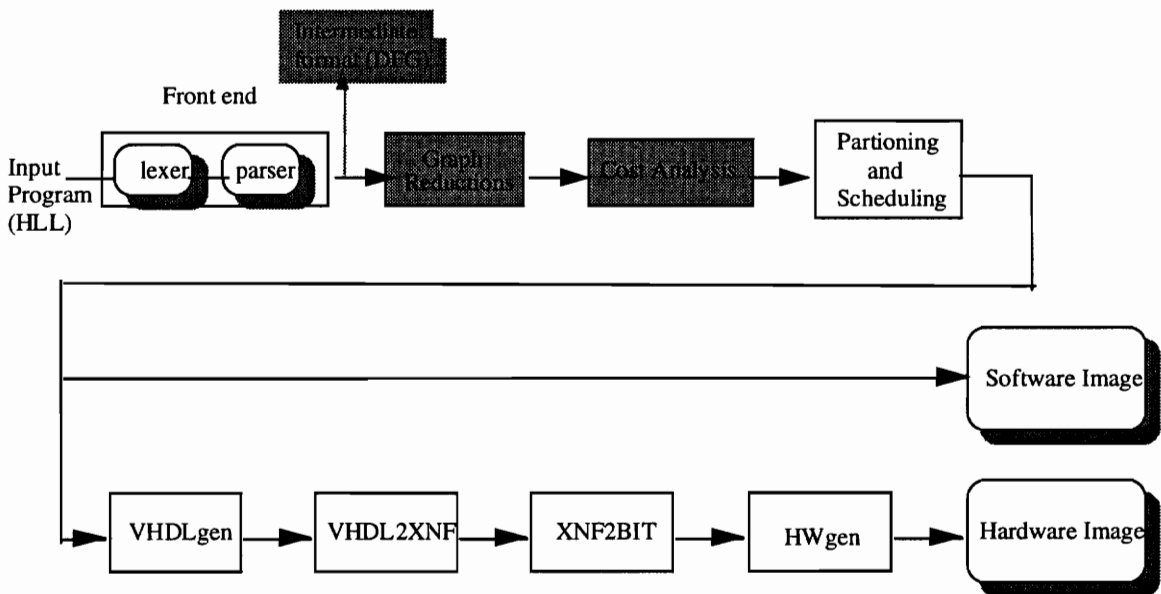 Intermediate
format (DFG)
Front end
Input
Program
(HLL)
lexer
parser
Graph
Reductions
Cost Analysis
Partioning
and
Scheduling
Software Image
VHDLgen
VHDL2XNF
XNF2BIT
HWgen
Hardware Image